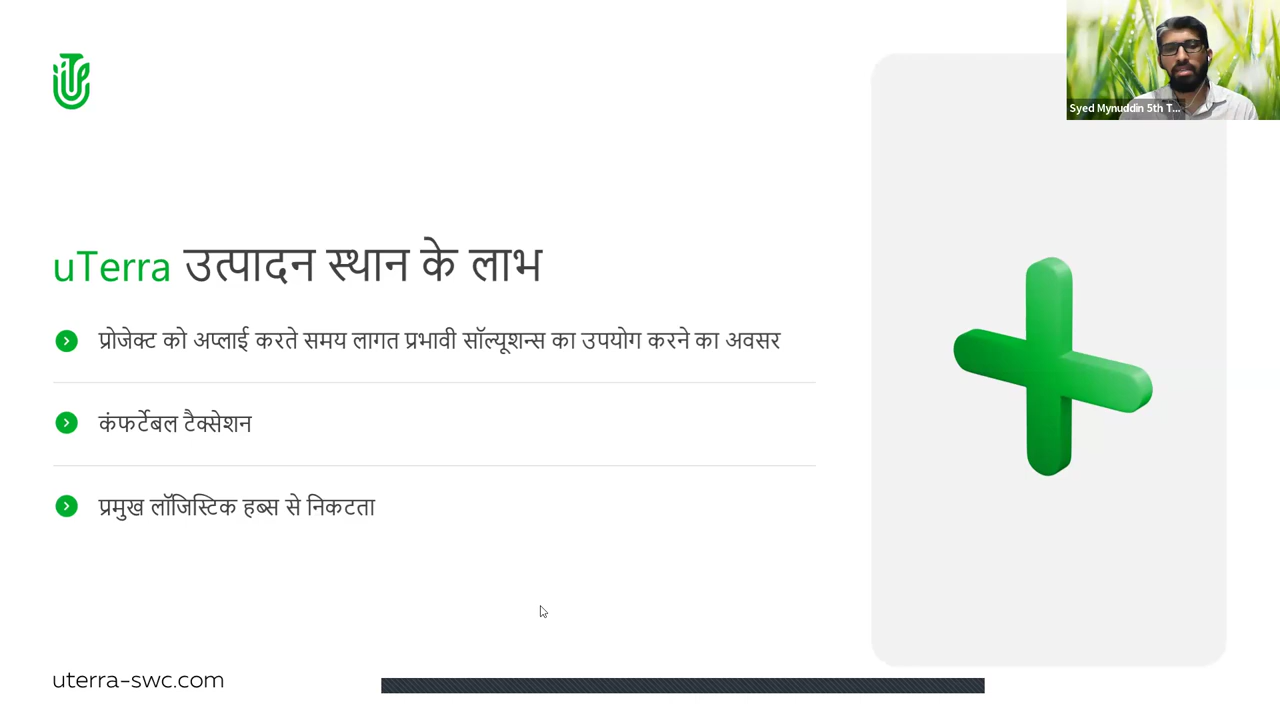 Syed Mynuddin 5th T...
uTerra उत्पादन स्थान के लाभ
प्रोजेक्ट को अप्लाई करते समय लागत प्रभावी सॉल्यूशन्स का उपयोग करने का अवसर
कंफर्टेबल टैक्सेशन
प्रमुख लॉजिस्टिक हब्स से निकटता
uterra-swc.com